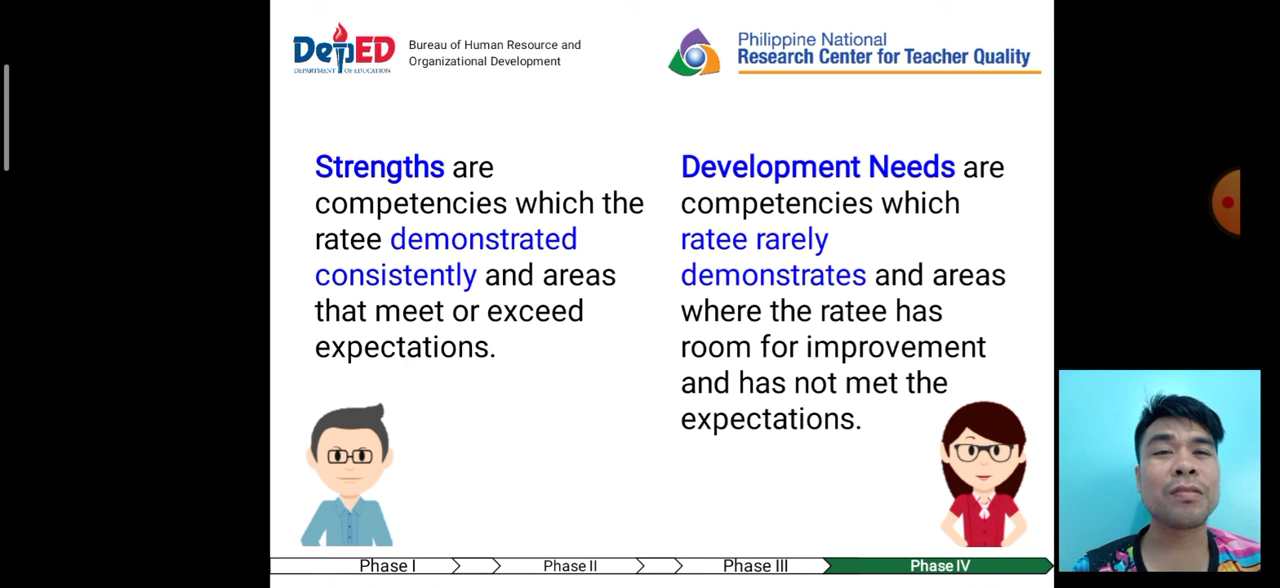 DepED
DEPARTMENT OF EDUCATION
Bureau of Human Resource and
Organizational Development
Philippine National
Research Center for Teacher Quality
Strengths are
competencies which the
ratee demonstrated
consistently and areas
that meet or exceed
expectations.
Development Needs are
competencies which
ratee rarely
demonstrates and areas
where the ratee has
room for improvement
and has not met the
expectations.
Phase I
Phase II
Phase III
Phase IV